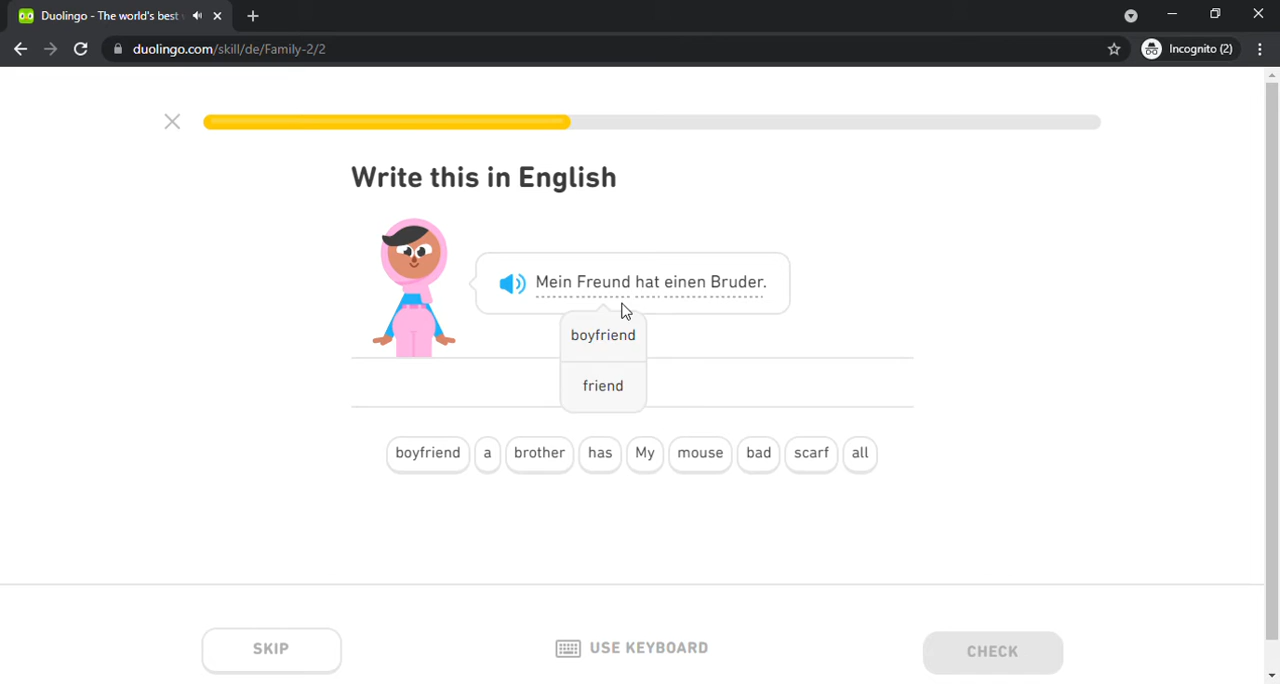 Duolingo - The world's best
duolingo.com/skill/de/Family-2/2
Incognito (2)
Write this in English
Mein Freund hat einen Bruder.
boyfriend
friend
boyfriend a brother has My mouse bad scarf all
SKIP
USE KEYBOARD
CHECK